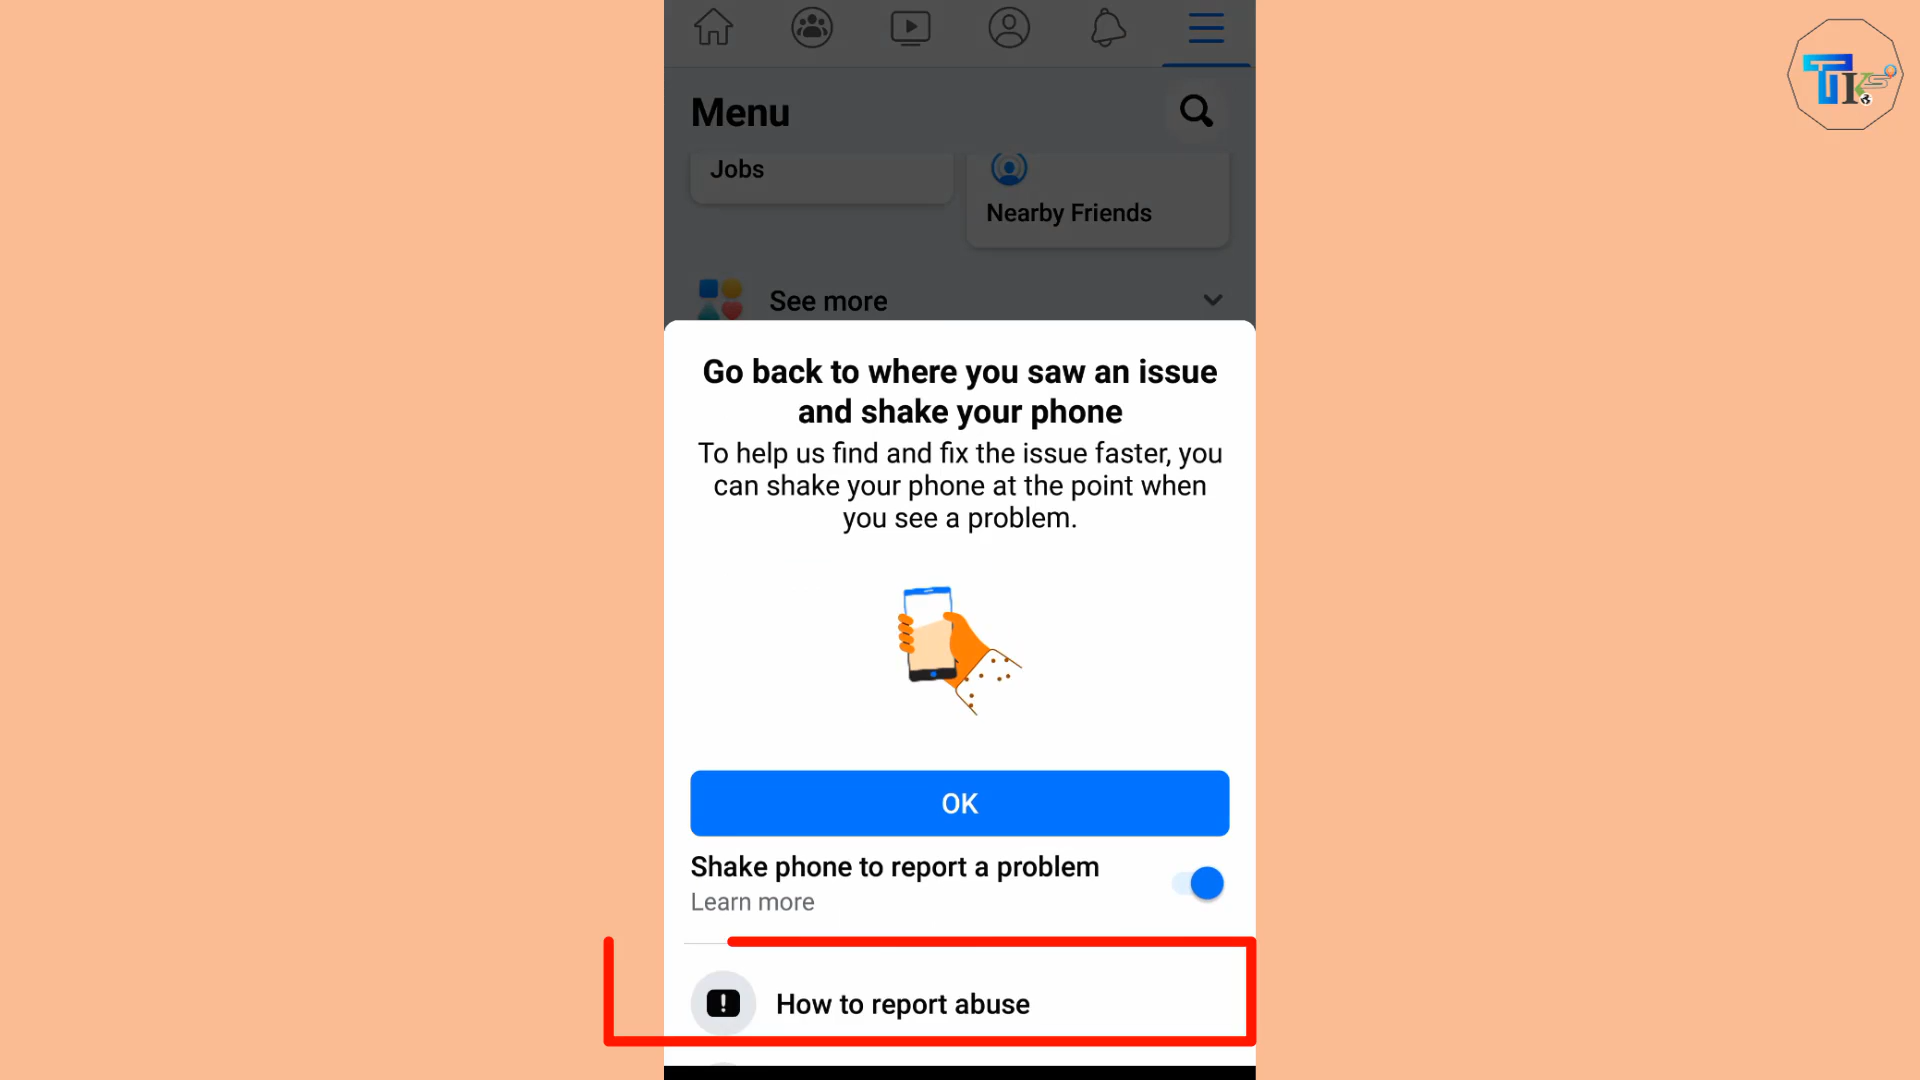 Menu
Jobs
Nearby Friends
See more
Go back to where you saw an issue
and shake your phone
To help us find and fix the issue faster, you
can shake your phone at the point when
you see a problem.
OK
Shake phone to report a problem
Learn more
How to report abuse